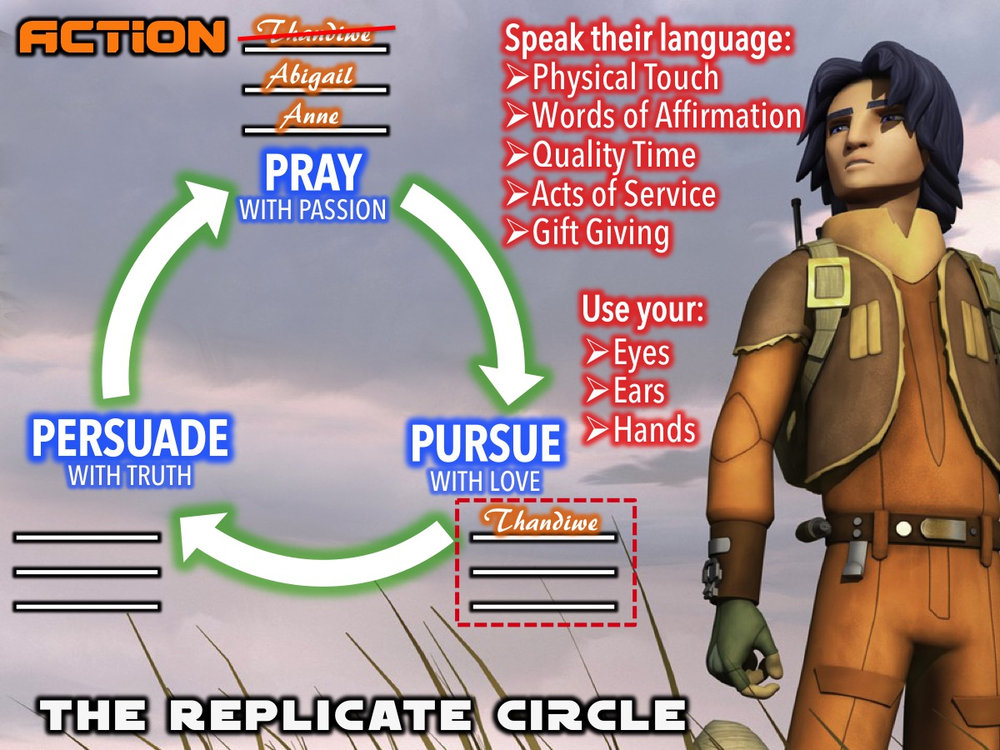 ACTION
Thandiwe
Abigail
Anne
PRAY
WITH PASSION
Speak their language:
➢Physical Touch
➢Words of Affirmation
➢Quality Time
➢Acts of Service
➢Gift Giving
Use your:
➢Eyes
➢Ears
➢Hands
PERSUADE
WITH TRUTH
PURSUE
WITH LOVE
Thandiwe
THE REPLICATE CIRCLE